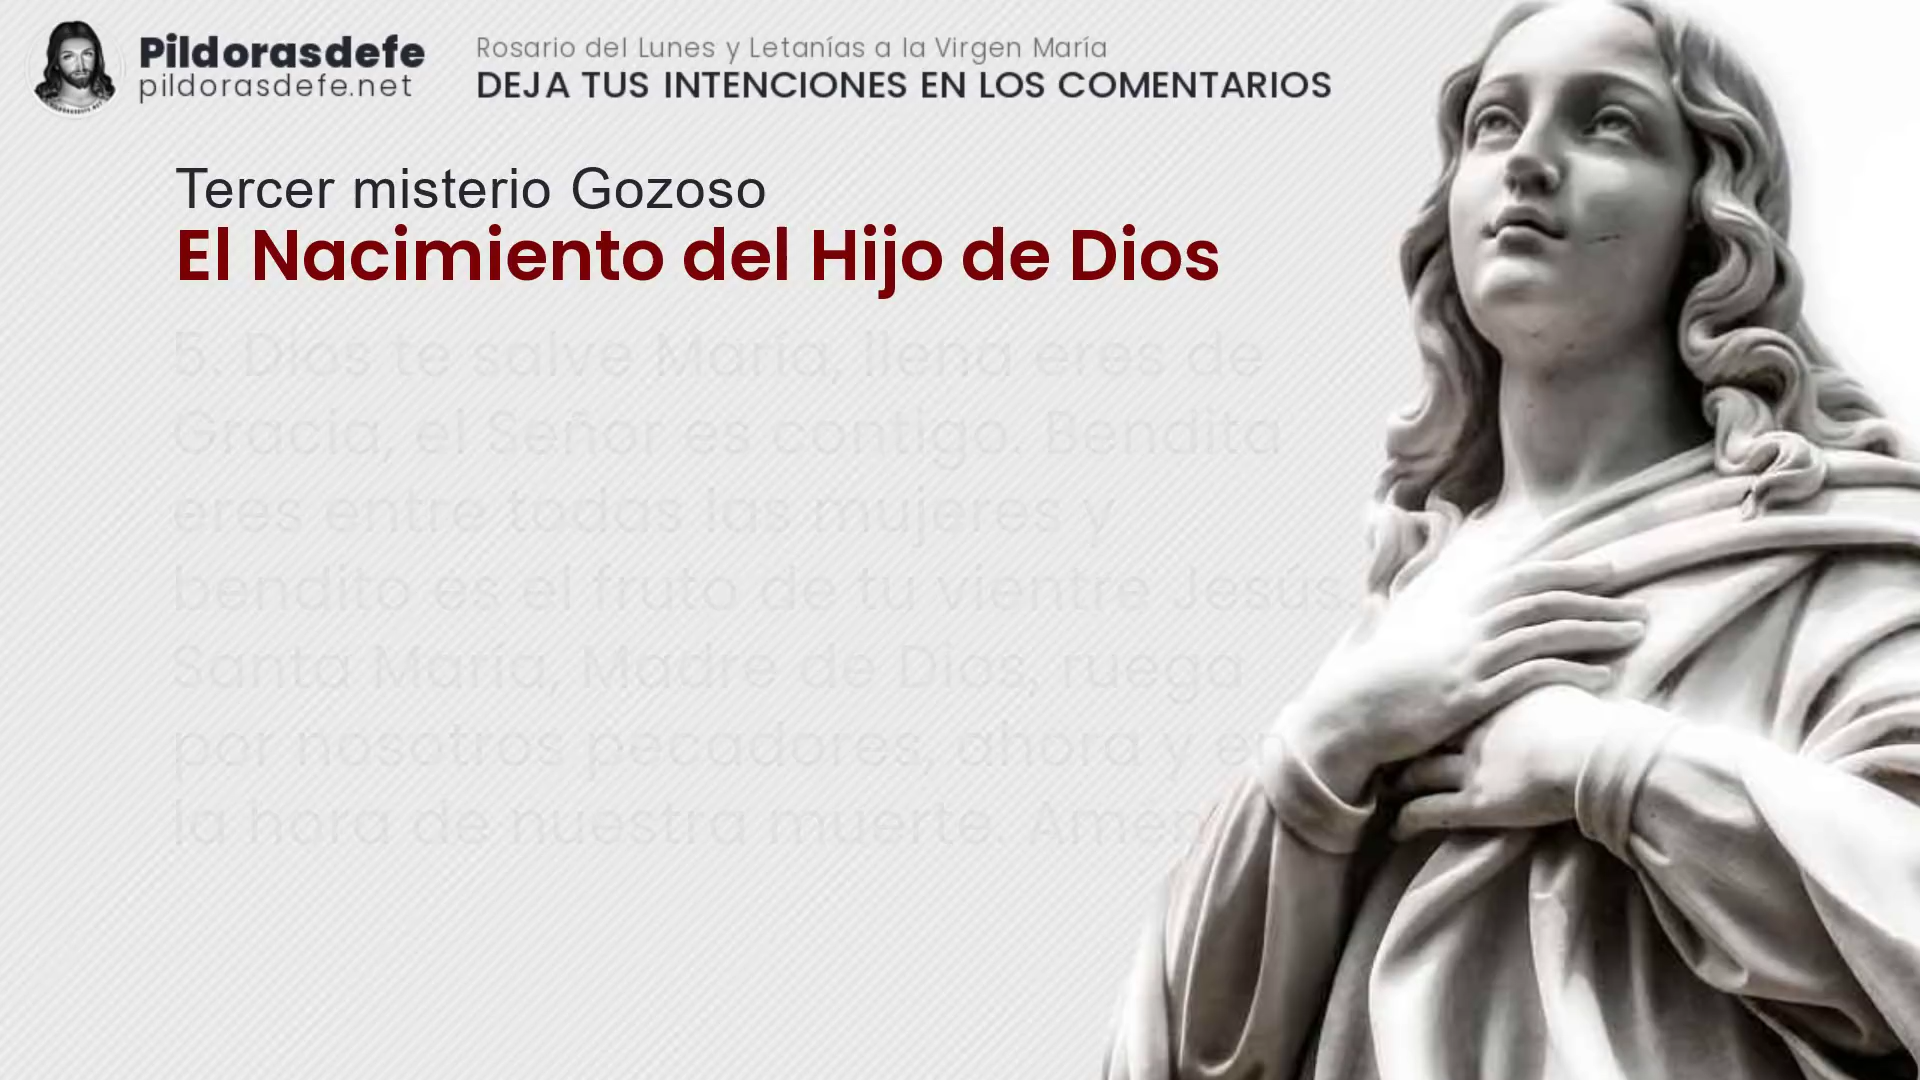 Pildorasdefe
pildorasdefe.net
Rosario del Lunes y Letanías a la Virgen María
DEJA TUS INTENCIONES EN LOS COMENTARIOS
Tercer misterio Gozoso
El Nacimiento del Hijo de Dios
5. Dios te salve María, llena eres de
Gracia, el Señor es contigo. Bendita
eres entre todas las mujeres y
bendito es el fruto de tu vientre Jesús.
Santa María, Madre de Dios, ruega
por nosotros pecadores, ahora y en
la hora de nuestra muerte. Amén